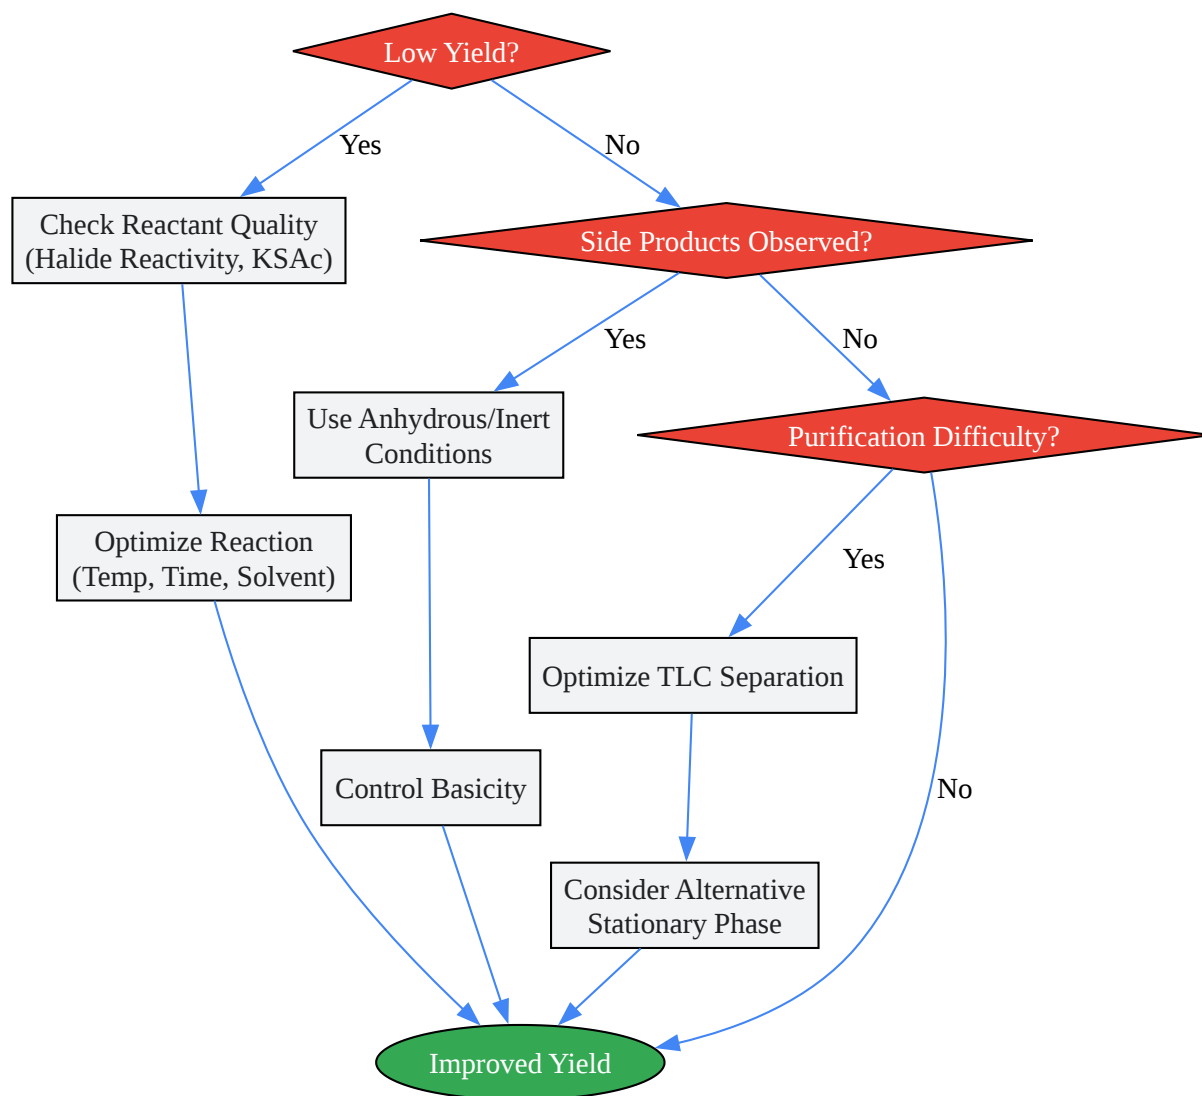 Low Yield?
Yes
No
Check Reactant Quality
(Halide Reactivity, KSAc)
Side Products Observed?
Yes
No
Use Anhydrous/Inert
Conditions
Purification Difficulty?
Optimize Reaction
(Temp, Time, Solvent)
Yes
Optimize TLC Separation
Control Basicity
No
Consider Alternative
Stationary Phase
Improved Yield